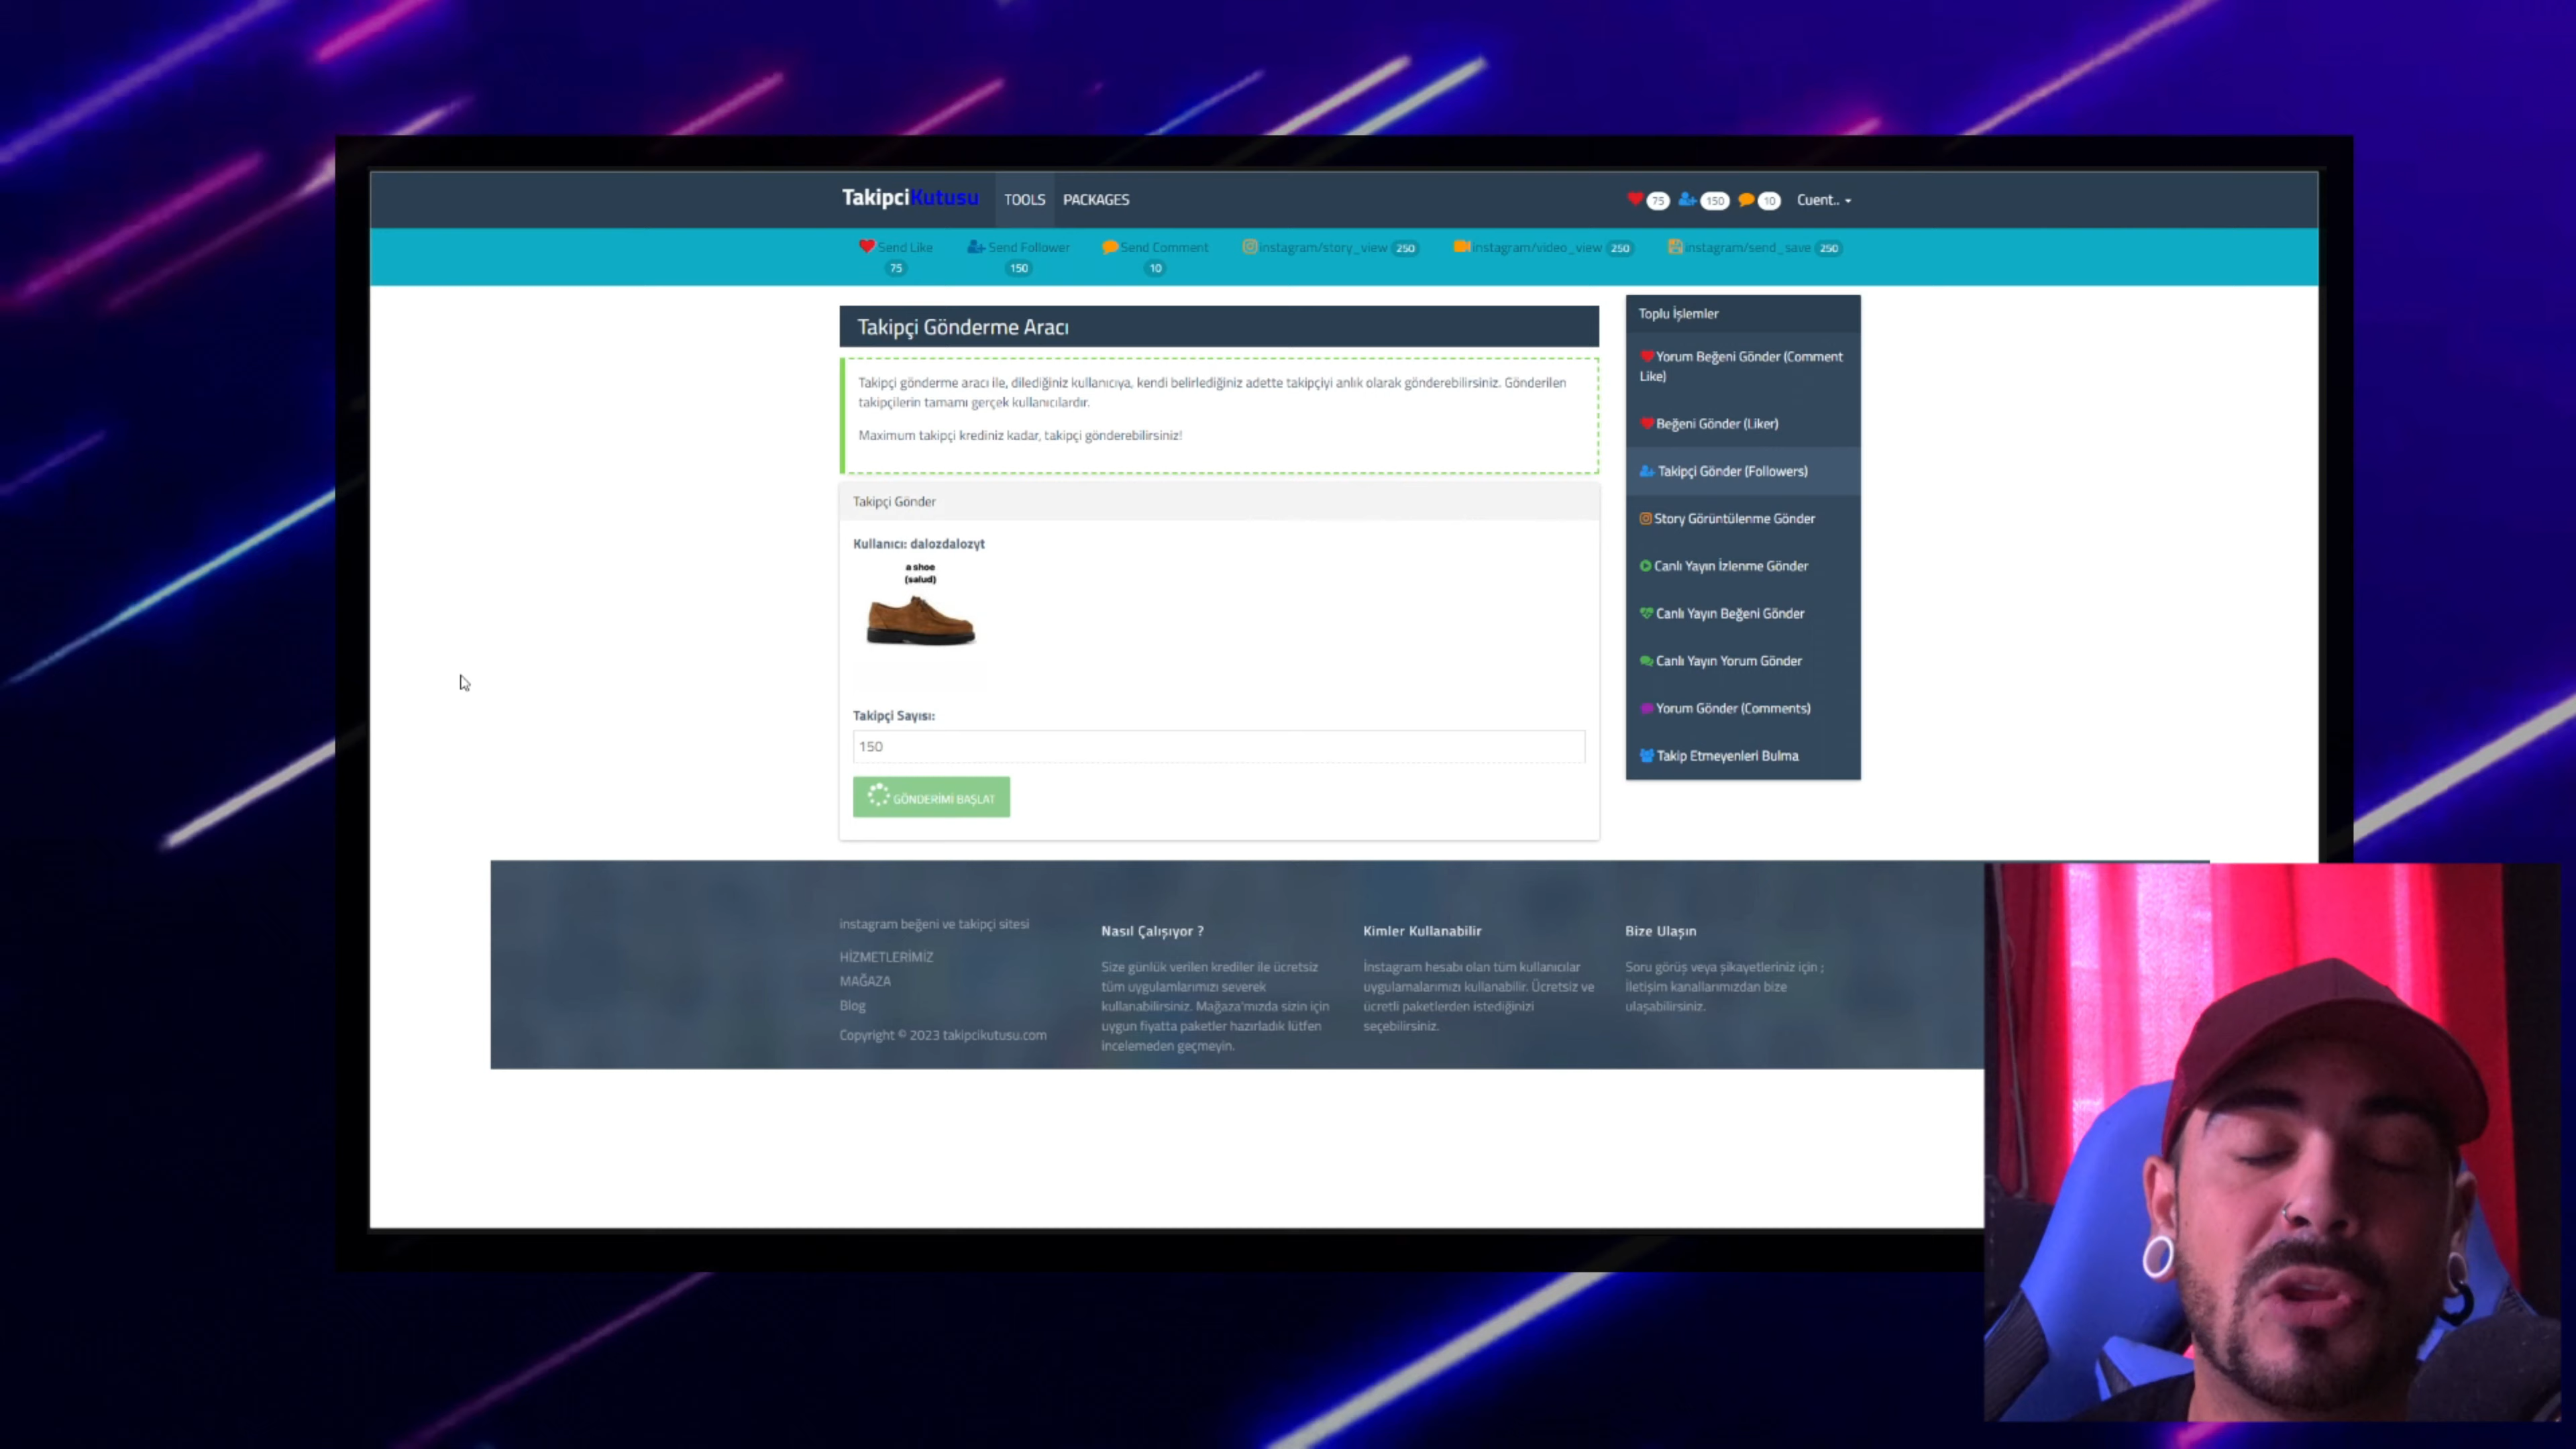 TakipciKutusu TOOLS PACKAGES 75 150 10 Cuent..
Send Like 75 Send Follower 150 Send Comment 10 instagram/story_view 250 instagram/video_view 250 instagram/send_save 250
Takipçi Gönderme Aracı
Takipçi gönderme aracı ile, dilediğiniz kullanıcıya, kendi belirlediğiniz adette takipçiyi anlık olarak gönderebilirsiniz. Gönderilen
takipçilerin tamamı gerçek kullanıcılardır.
Maximum takipçi krediniz kadar, takipçi gönderebilirsiniz!
Takipçi Gönder
Kullanıcı: dalozdalozyt
a shoe
(salud)
Takipçi Sayısı:
150
GÖNDERİMİ BAŞLAT
Toplu İşlemler
Yorum Beğeni Gönder (Comment
Like)
Beğeni Gönder (Liker)
Takipçi Gönder (Followers)
Story Görüntülenme Gönder
Canlı Yayın İzlenme Gönder
Canlı Yayın Beğeni Gönder
Canlı Yayın Yorum Gönder
Yorum Gönder (Comments)
Takip Etmeyenleri Bulma
instagram beğeni ve takipçi sitesi
HİZMETLERİMİZ
MAĞAZA
Blog
Copyright © 2023 takipcikutusu.com
Nasıl Çalışıyor ?
Size günlük verilen krediler ile ücretsiz
tüm uygulamlarımızı severek
kullanabilirsiniz. Mağaza'mızda sizin için
uygun fiyatta paketler hazırladık lütfen
incelemeden geçmeyin.
Kimler Kullanabilir
İnstagram hesabı olan tüm kullanıcılar
uygulamalarımızı kullanabilir. Ücretsiz ve
ücretli paketlerden istediğinizi
seçebilirsiniz.
Bize Ulaşın
Soru görüş veya şikayetleriniz için ;
iletişim kanallarımızdan bize
ulaşabilirsiniz.